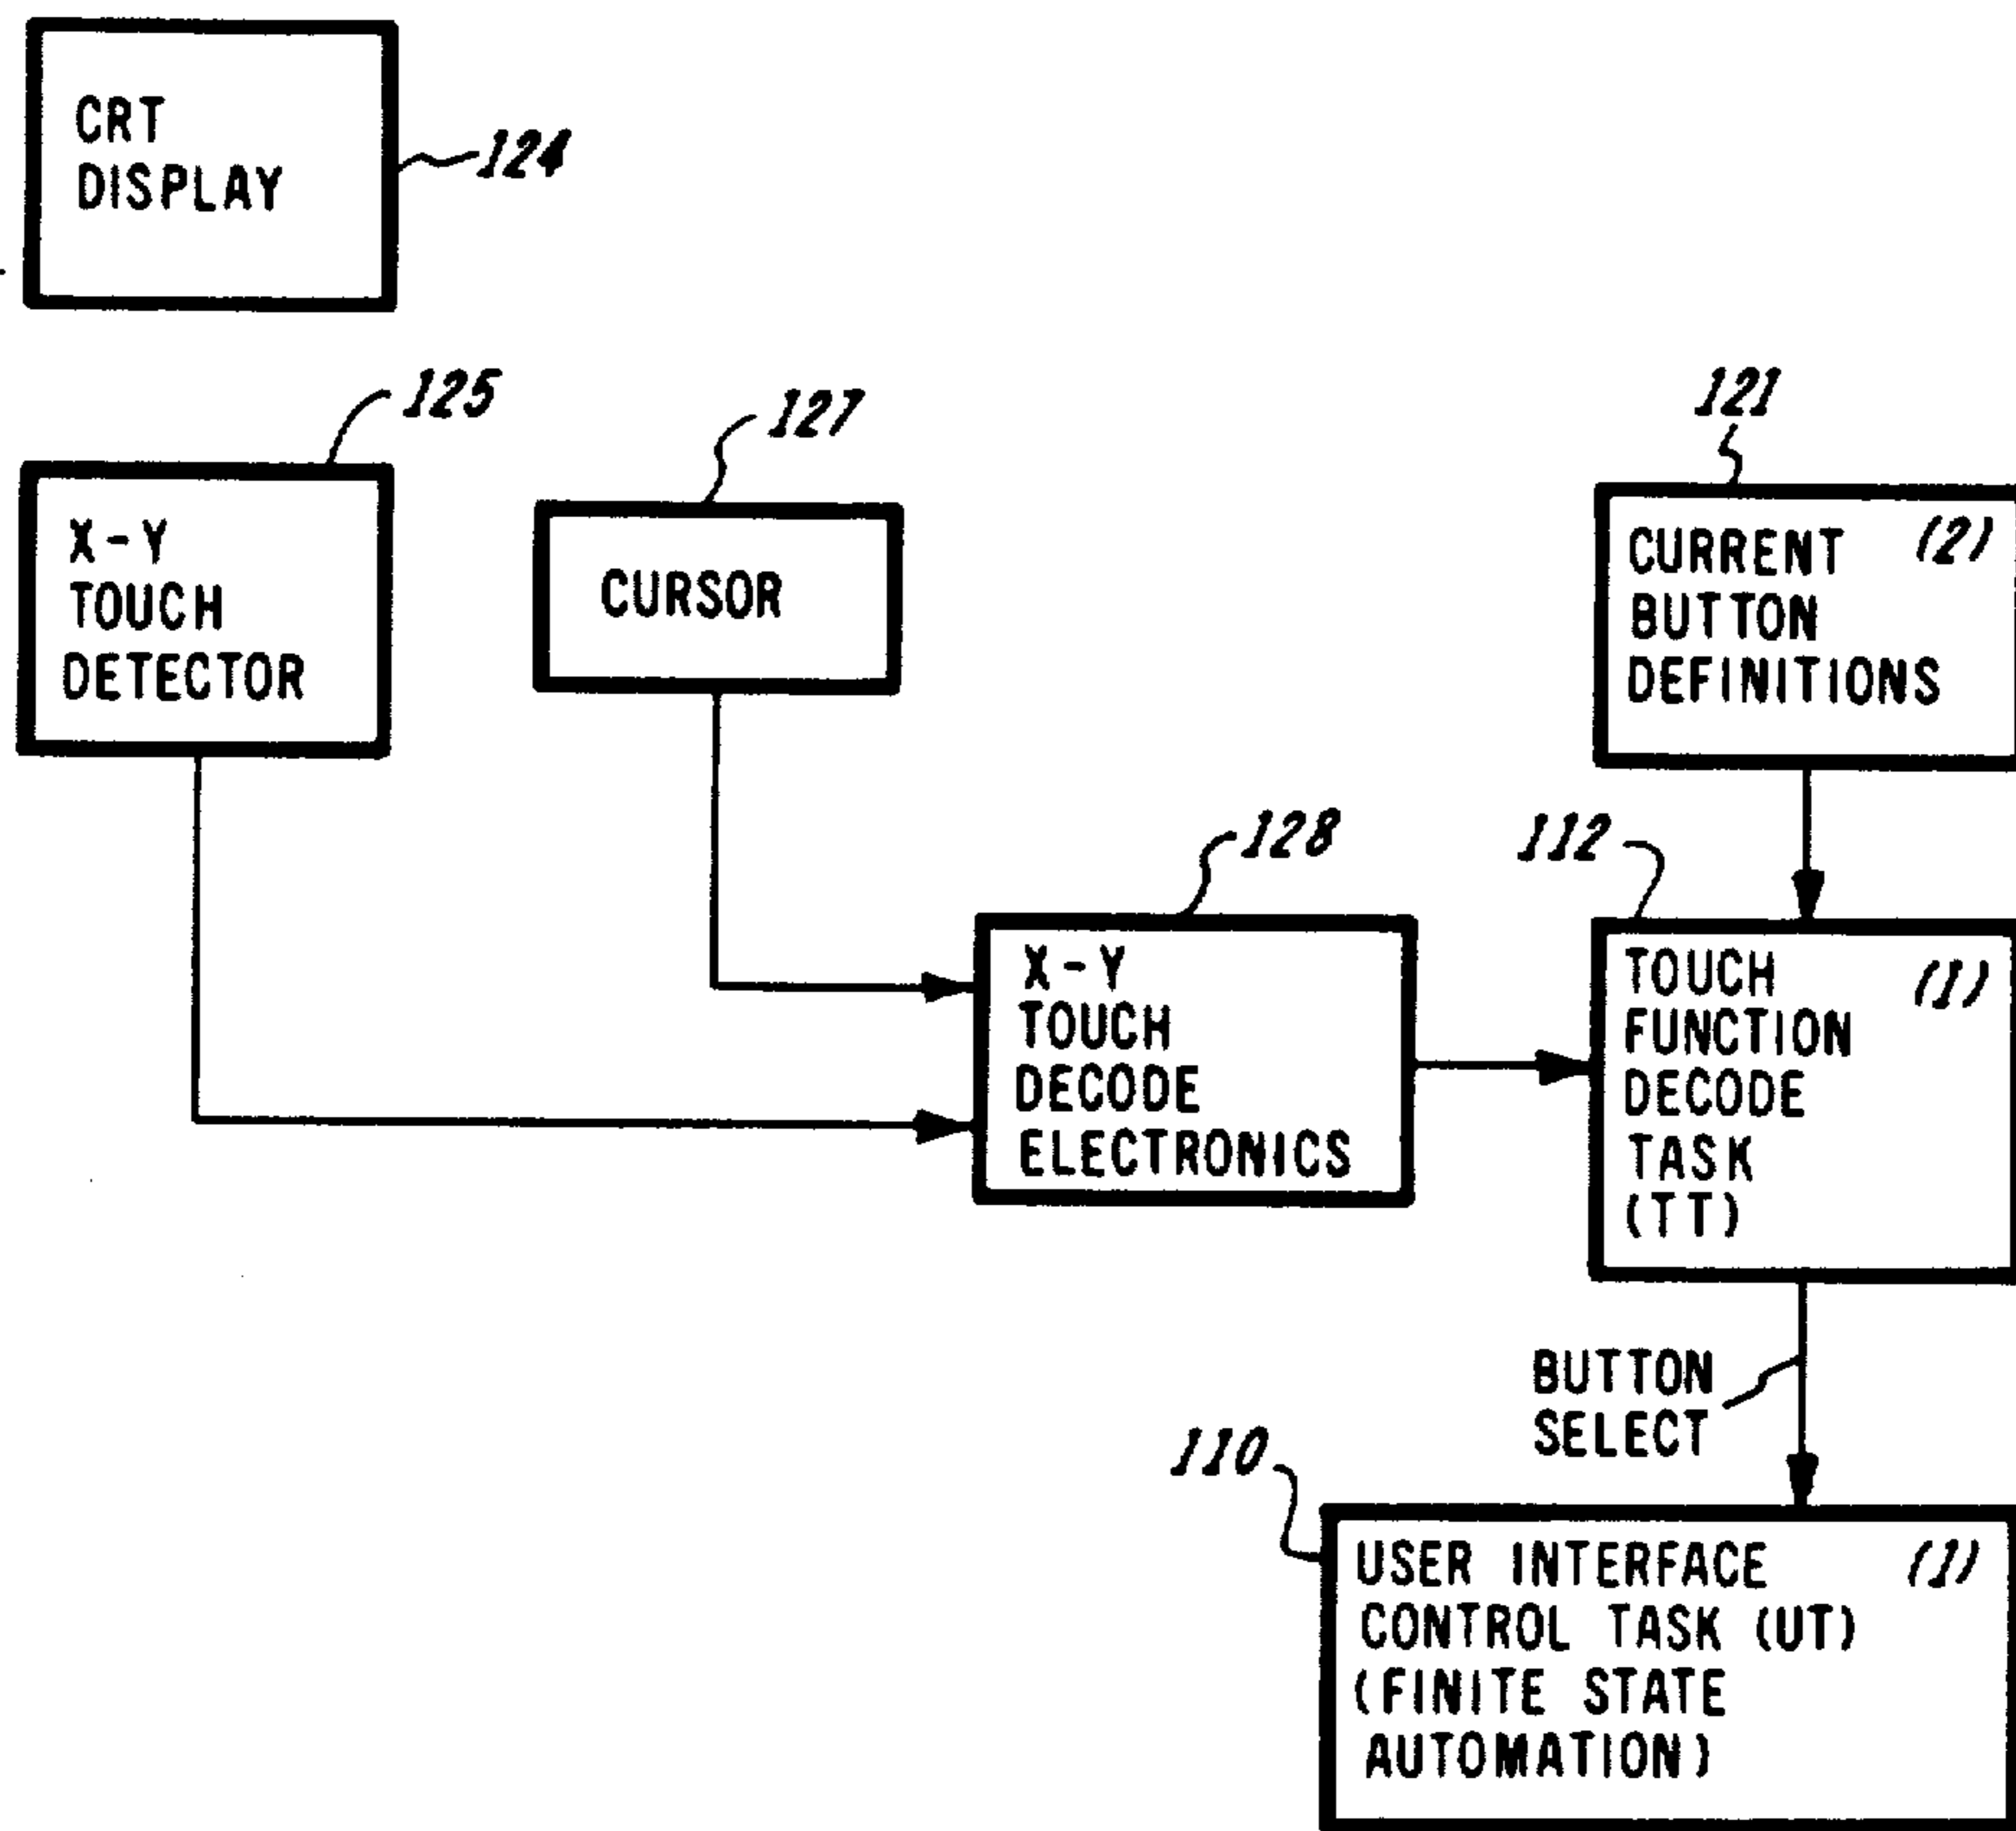 CRT
DISPLAY
124
125
127
121
X-Y
TOUCH
DETECTOR
CURSOR
CURRENT (2)
BUTTON
DEFINITIONS
128
112
X-Y
TOUCH
DECODE
ELECTRONICS
TOUCH (1)
FUNCTION
DECODE
TASK
(TT)
BUTTON
SELECT
110
USER INTERFACE (1)
CONTROL TASK (UT)
(FINITE STATE
AUTOMATION)